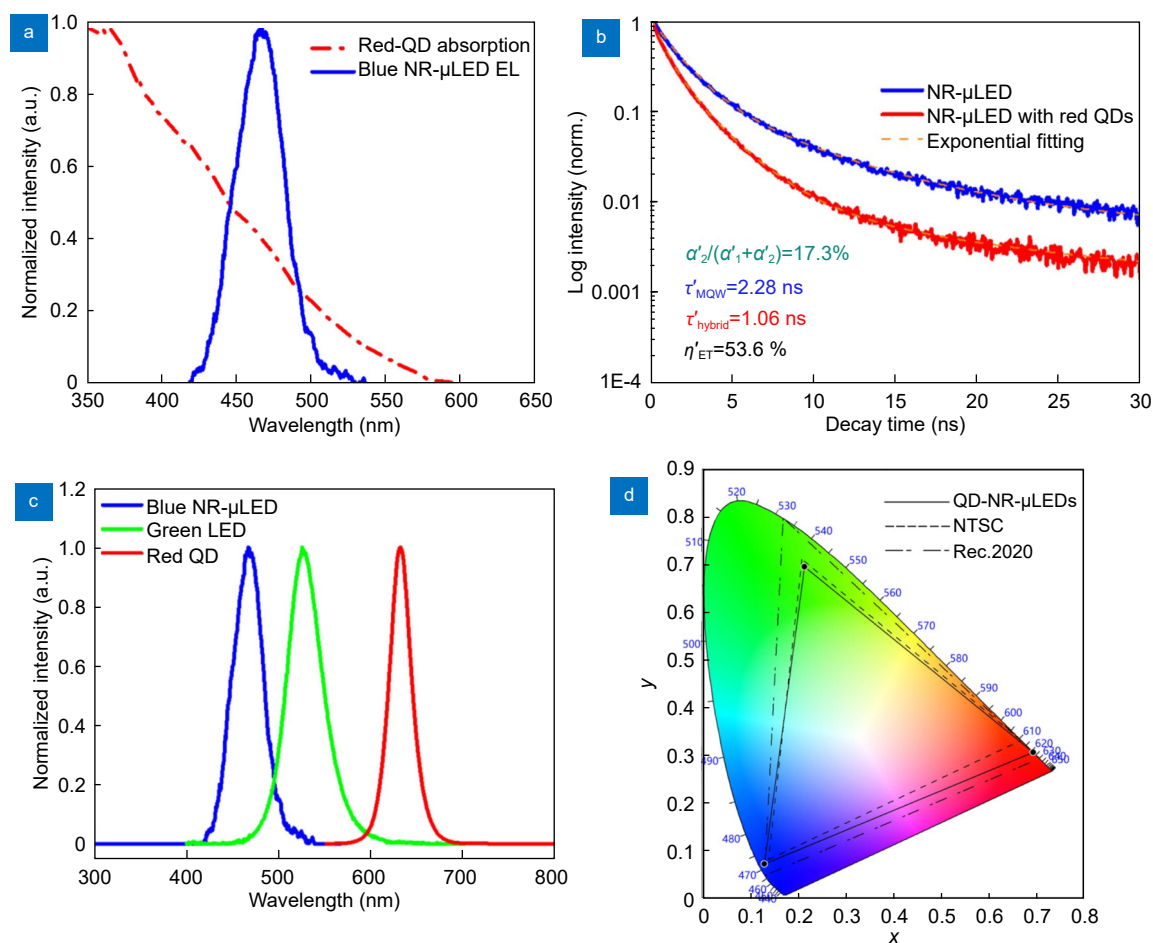 a
1.0
0.8
0.6
0.4
0.2
0
Normalized intensity (a.u.)
Red-QD absorption
Blue NR-μLED EL
350 400 450 500 550 600 650
Wavelength (nm)
b
1
0.1
0.01
0.001
1E-4
Log intensity (norm.)
NR-μLED
NR-μLED with red QDs
Exponential fitting
α′₂/(α′₁+α′₂)=17.3%
τ′MQW=2.28 ns
τ′hybrid=1.06 ns
η′ET=53.6 %
0 5 10 15 20 25 30
Decay time (ns)
c
1.2
1.0
0.8
0.6
0.4
0.2
0
Normalized intensity (a.u.)
Blue NR-μLED
Green LED
Red QD
300 400 500 600 700 800
Wavelength (nm)
d
0.9
0.8
0.7
0.6
0.5
0.4
0.3
0.2
0.1
0
y
QD-NR-μLEDs
NTSC
Rec.2020
520
530
540
550
560
570
580
590
600
610
620
630
650
510
500
490
480
470
460
0 0.1 0.2 0.3 0.4 0.5 0.6 0.7 0.8
x